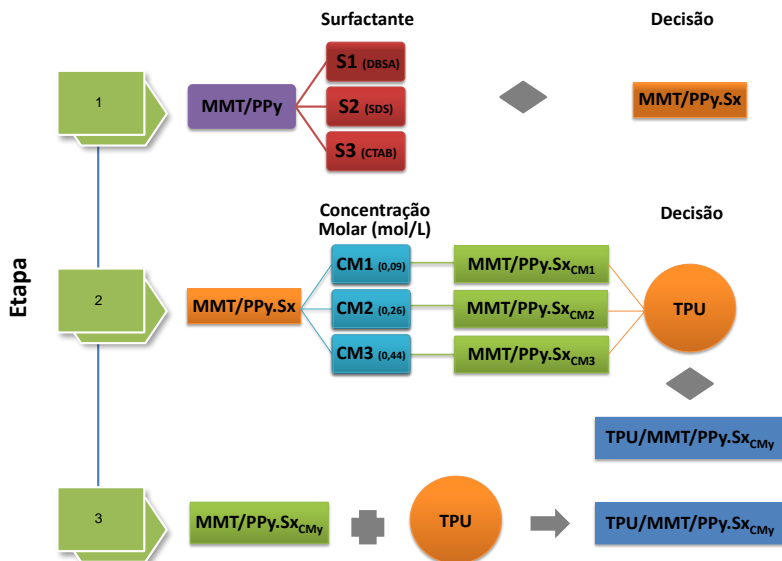 Surfactante
Decisão
1
MMT/PPy
S1 (DBSA)
S2 (SDS)
S3 (CTAB)
MMT/PPy.Sx
Etapa
Concentração
Molar (mol/L)
Decisão
2
MMT/PPy.Sx
CM1 (0,09)
CM2 (0,26)
CM3 (0,44)
MMT/PPy.SxCM1
MMT/PPy.SxCM2
MMT/PPy.SxCM3
TPU
TPU/MMT/PPy.SxCMy
3
MMT/PPy.SxCMy
TPU
TPU/MMT/PPy.SxCMy